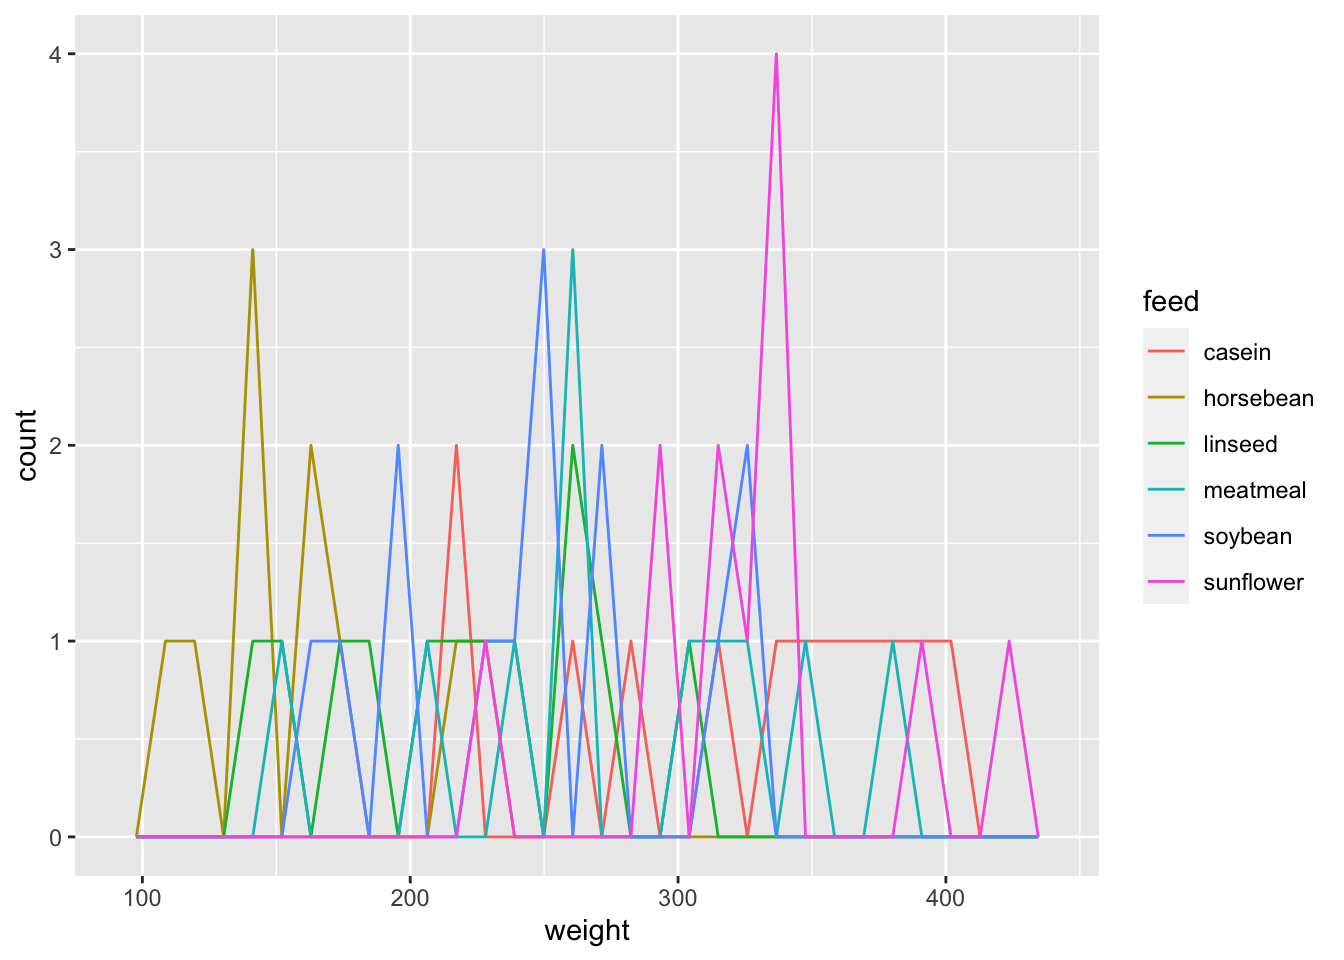 4
3
2
1
0
count
100
200
300
400
weight
feed
casein
horsebean
linseed
meatmeal
soybean
sunflower